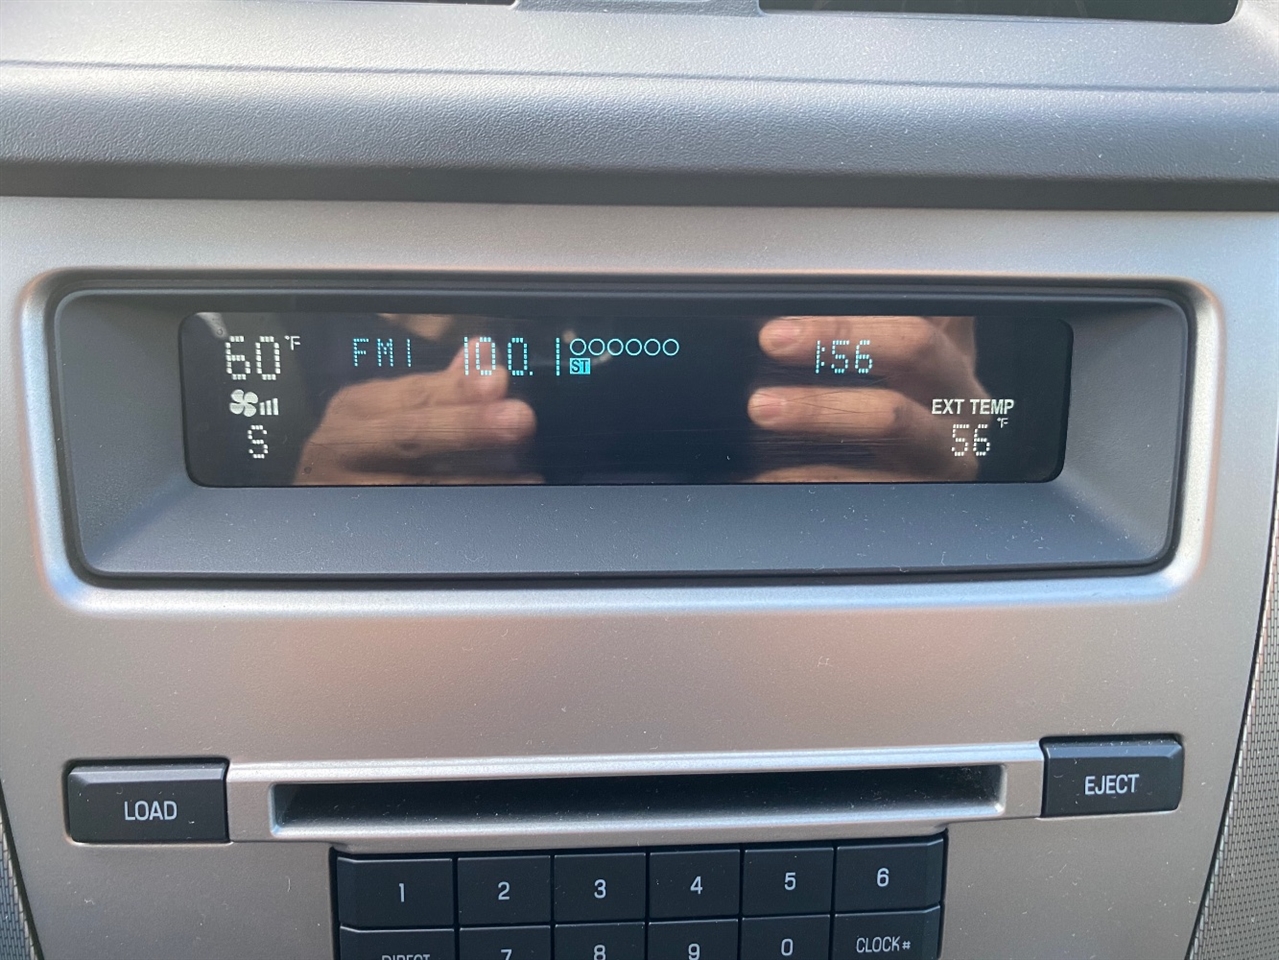 60°F FM1 100.1 ST 1:56
EXT TEMP
S 56°F
LOAD
EJECT
1 2 3 4 5 6
DIRECT 7 8 9 0 CLOCK #